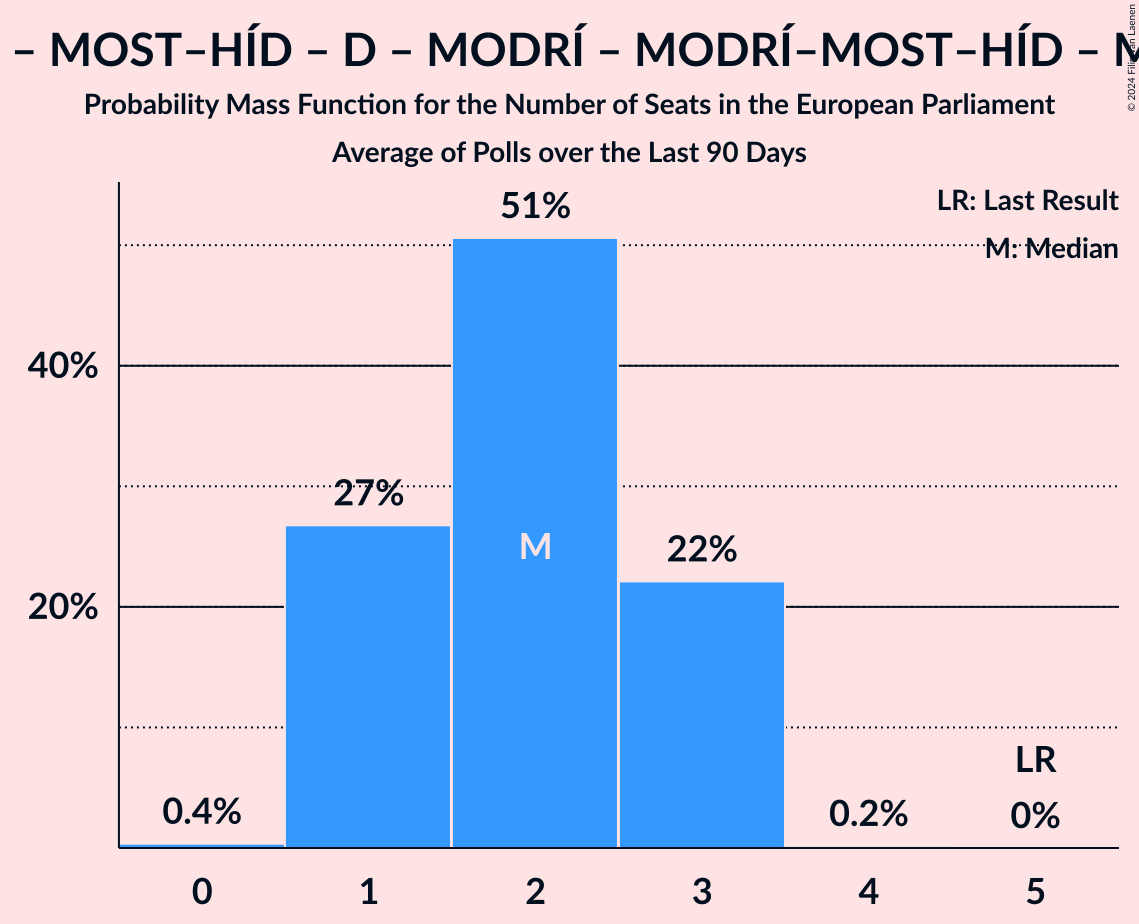 – MOST–HÍD – D – MODRÍ – MODRÍ–MOST–HÍD –
Probability Mass Function for the Number of Seats in the European Parliament
Average of Polls over the Last 90 Days
© 2024 Filip van Laenen
LR: Last Result
M: Median
51%
40%
27%
M
22%
20%
LR
0.4%
0.2%
0%
0 1 2 3 4 5